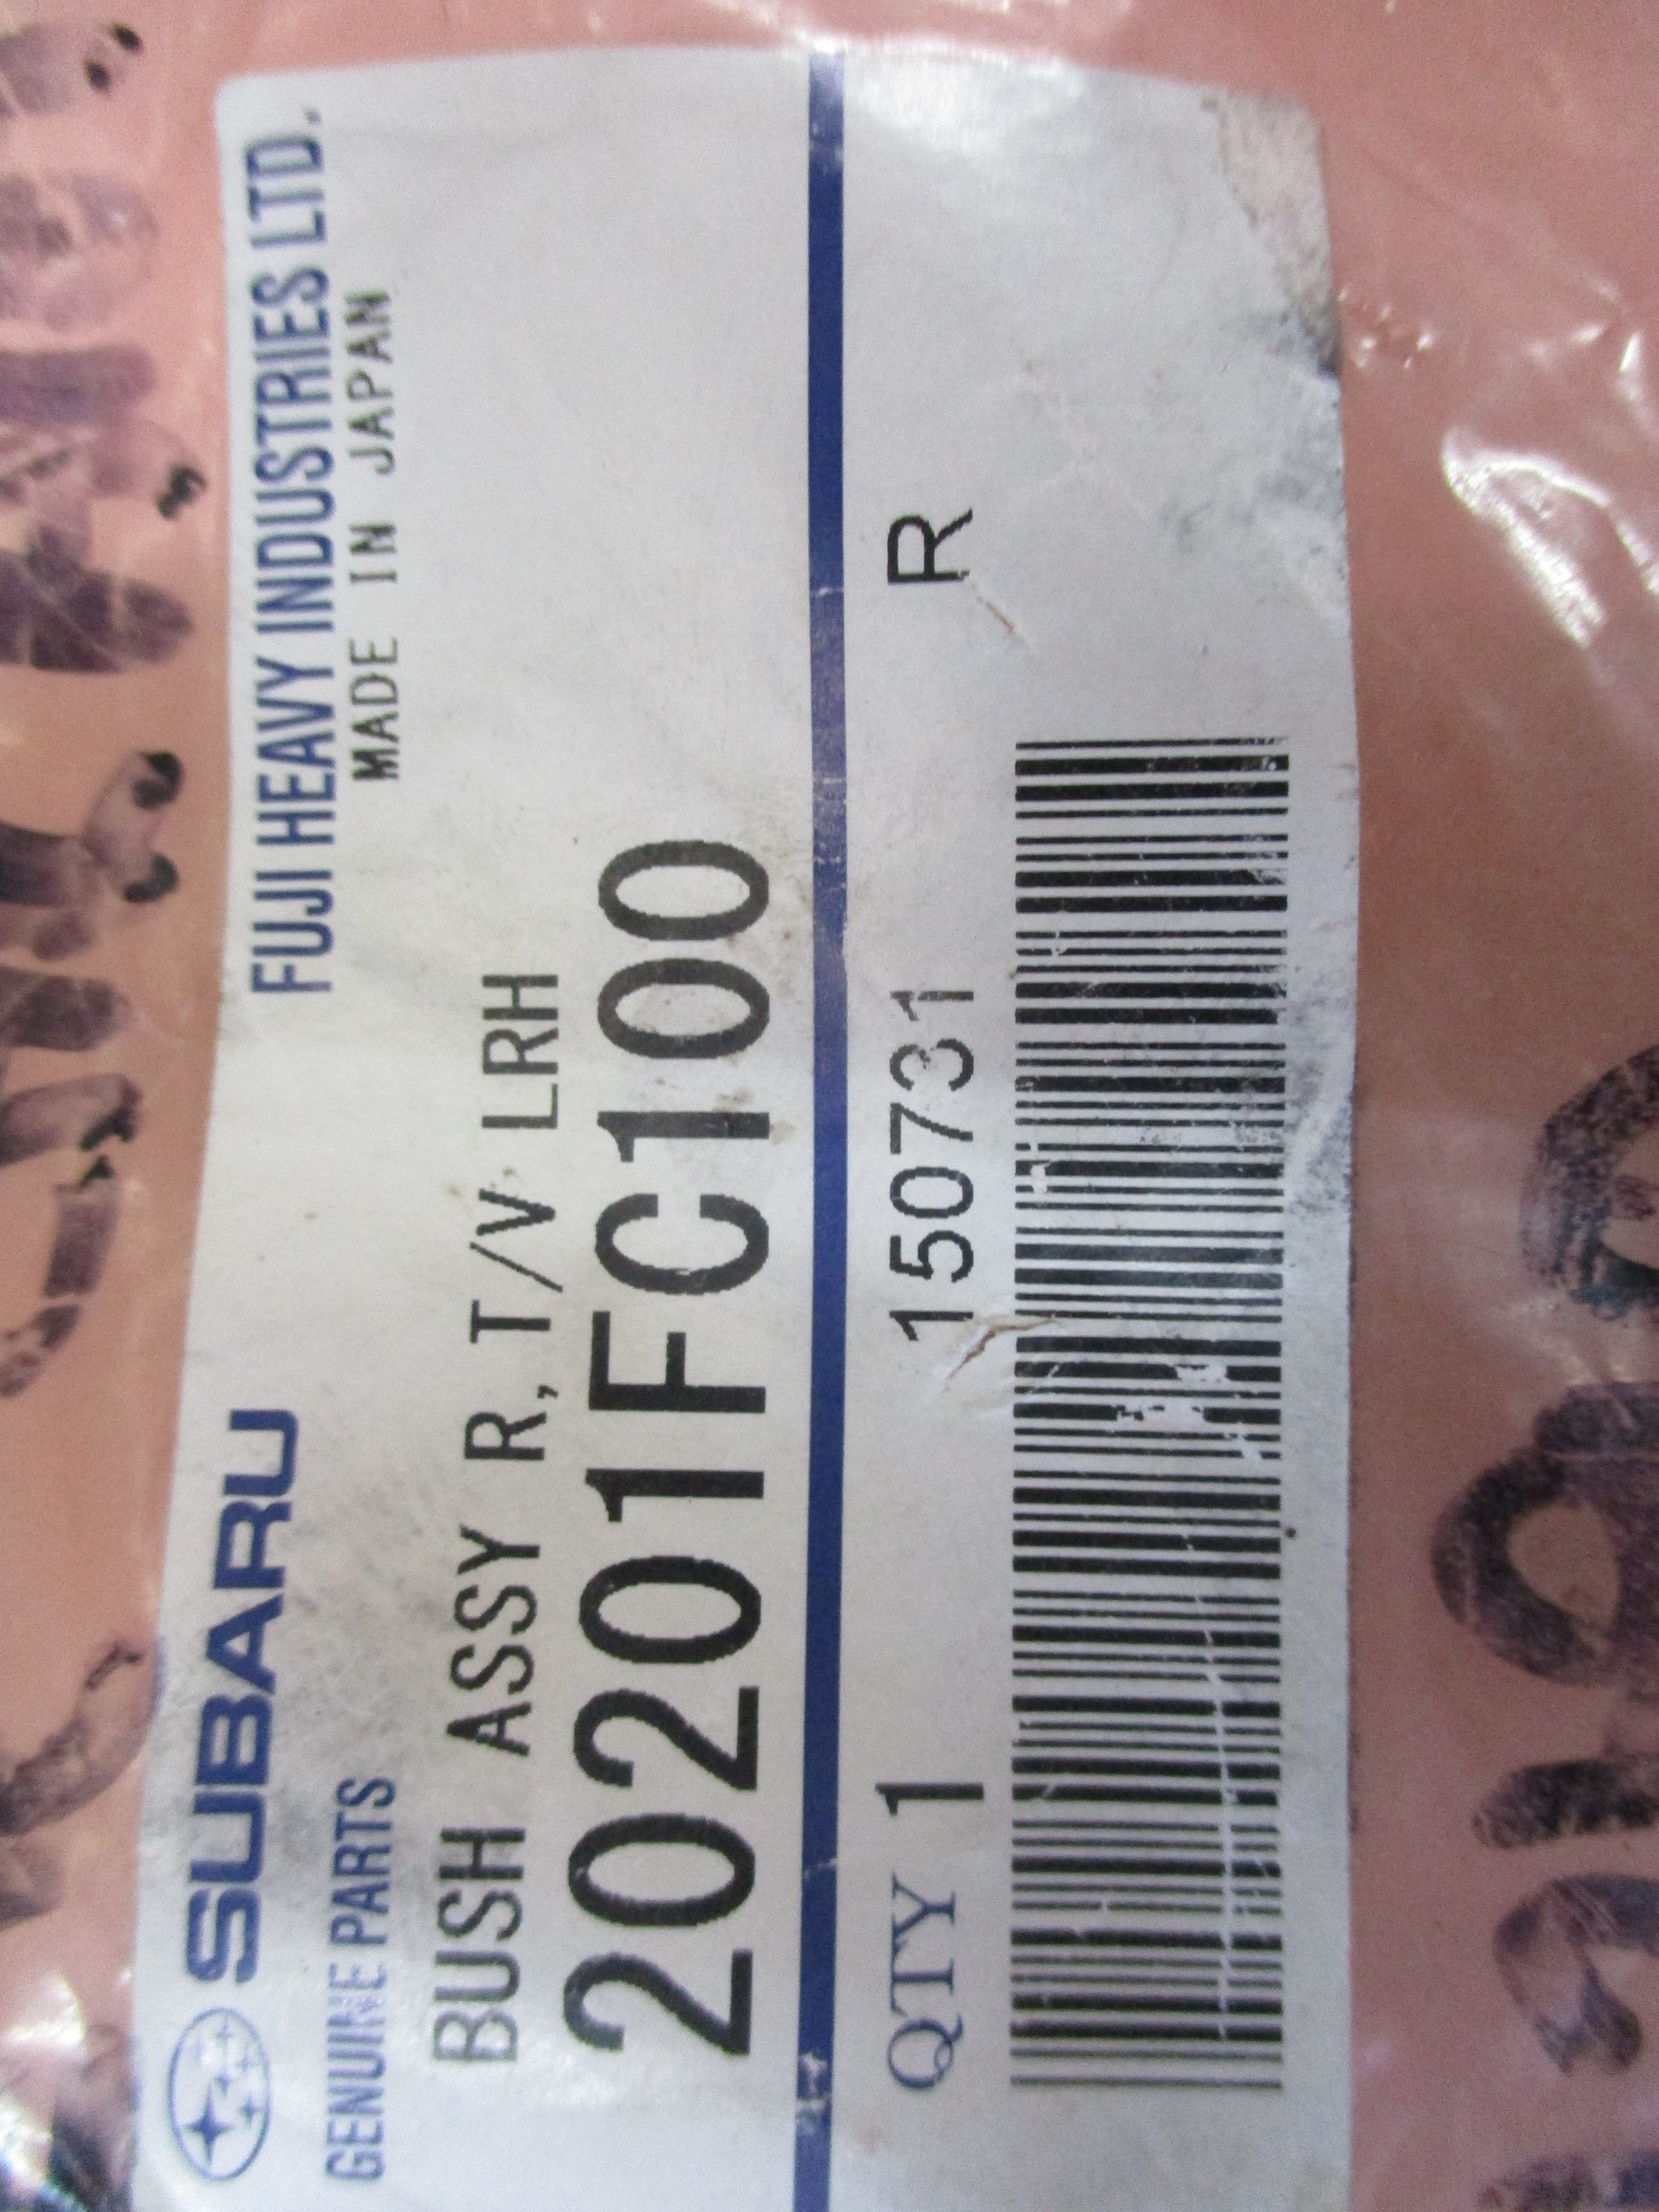 SUBARU
FUJI HEAVY INDUSTRIES LTD.
GENUINE PARTS
MADE IN JAPAN
BUSH ASSY R, T/V LRH
20201FC100
QTY 1 150731 R